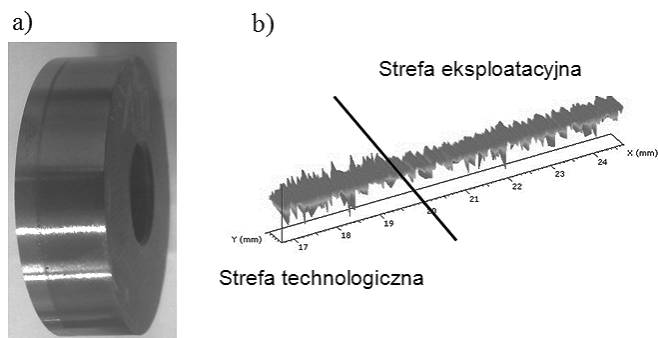 a)
b)
Strefa eksploatacyjna
X (mm)
24
23
22
21
20
19
18
17
Y (mm)
Strefa technologiczna